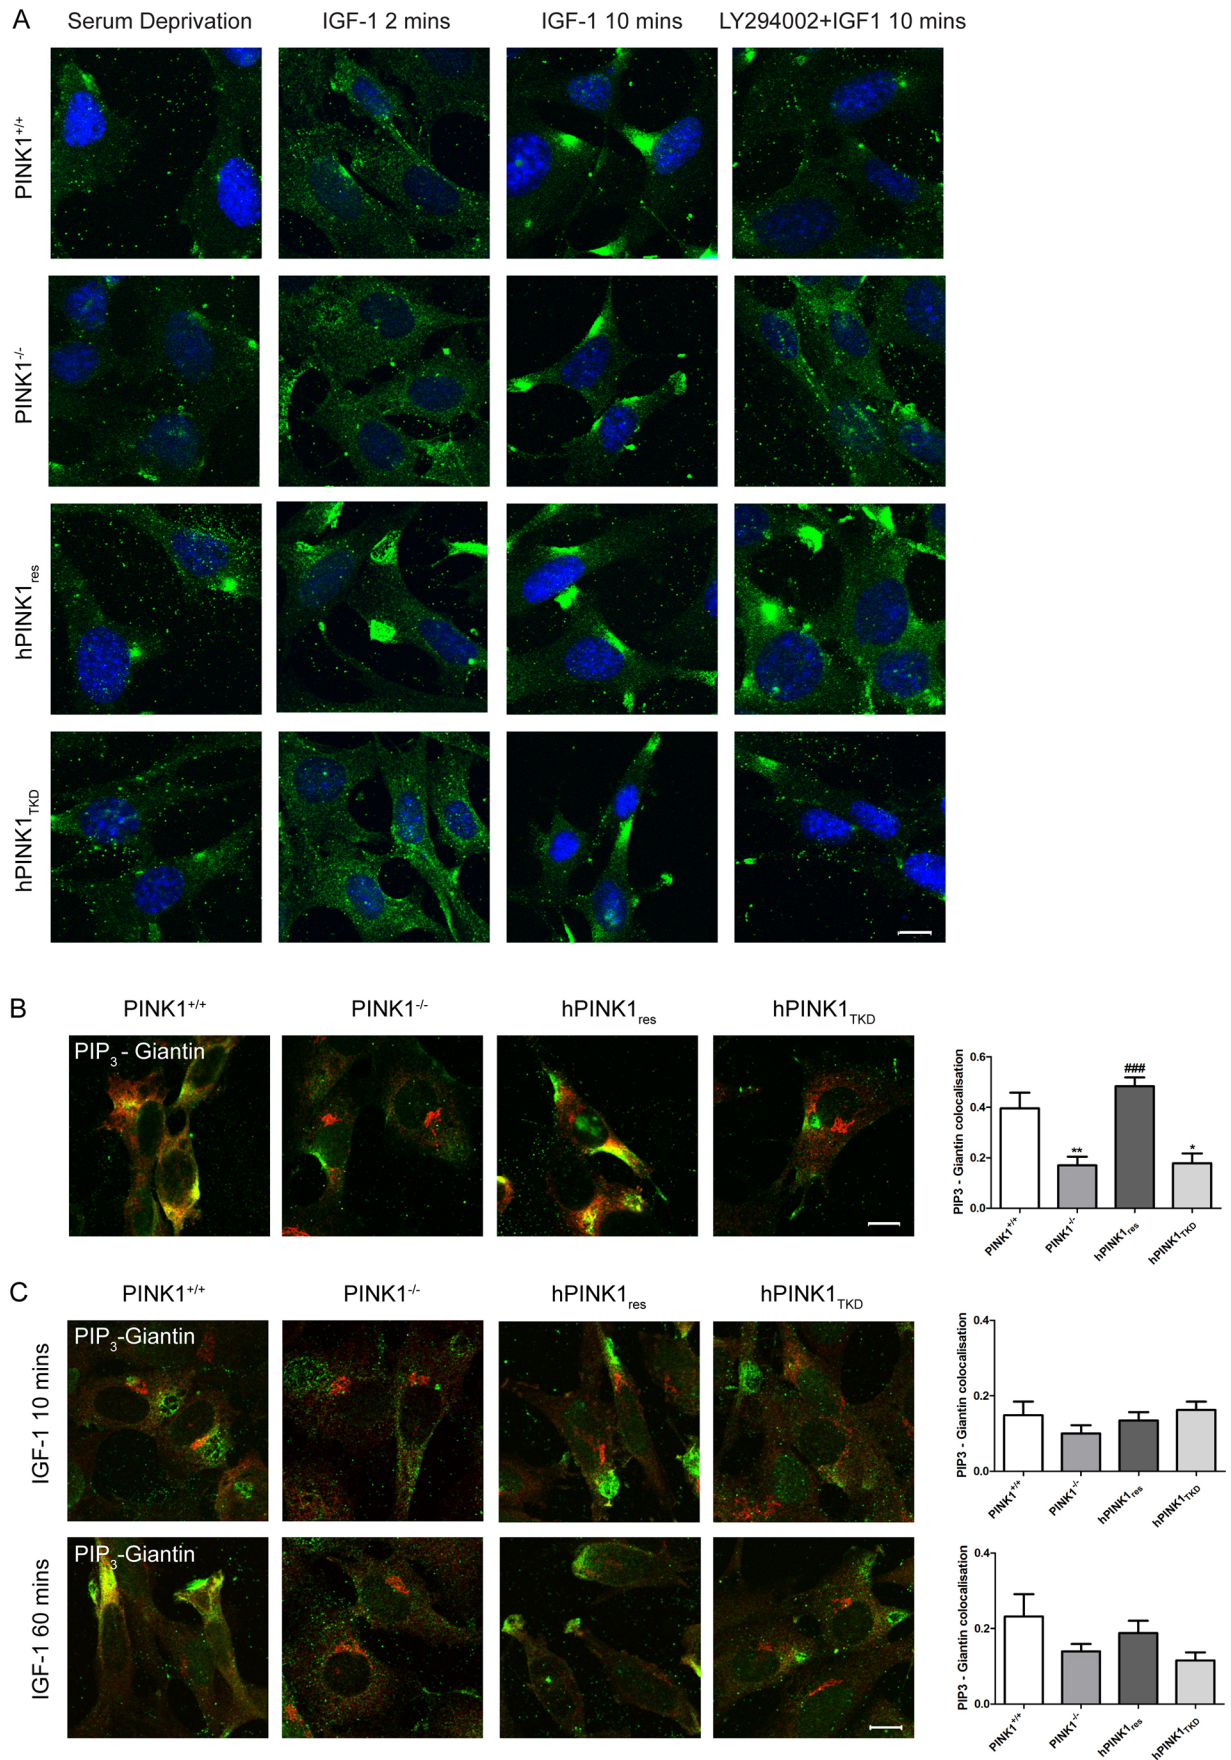 A
Serum Deprivation
IGF-1 2 mins
IGF-1 10 mins
LY294002+IGF1 10 mins
PINK1+/+
PINK1-/-
hPINK1res
hPINK1TKD
B
PINK1+/+
PINK1-/-
hPINK1res
hPINK1TKD
PIP3 - Giantin
PIP3 - Giantin colocalisation
0.6
0.4
0.2
0.0
**
###
*
PINK1+/+
PINK1-/-
hPINK1res
hPINK1TKD
C
PINK1+/+
PINK1-/-
hPINK1res
hPINK1TKD
IGF-1 10 mins
PIP3-Giantin
PIP3 - Giantin colocalisation
0.4
0.2
0.0
PINK1+/+
PINK1-/-
hPINK1res
hPINK1TKD
IGF-1 60 mins
PIP3-Giantin
PIP3 - Giantin colocalisation
0.4
0.2
0.0
PINK1+/+
PINK1-/-
hPINK1res
hPINK1TKD